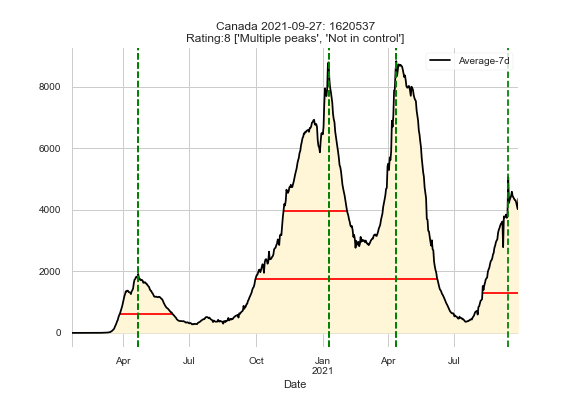 Canada 2021-09-27: 1620537
Rating:8 ['Multiple peaks', 'Not in control']
Average-7d
8000
6000
4000
2000
0
Apr
Jul
Oct
Jan
2021
Apr
Jul
Date